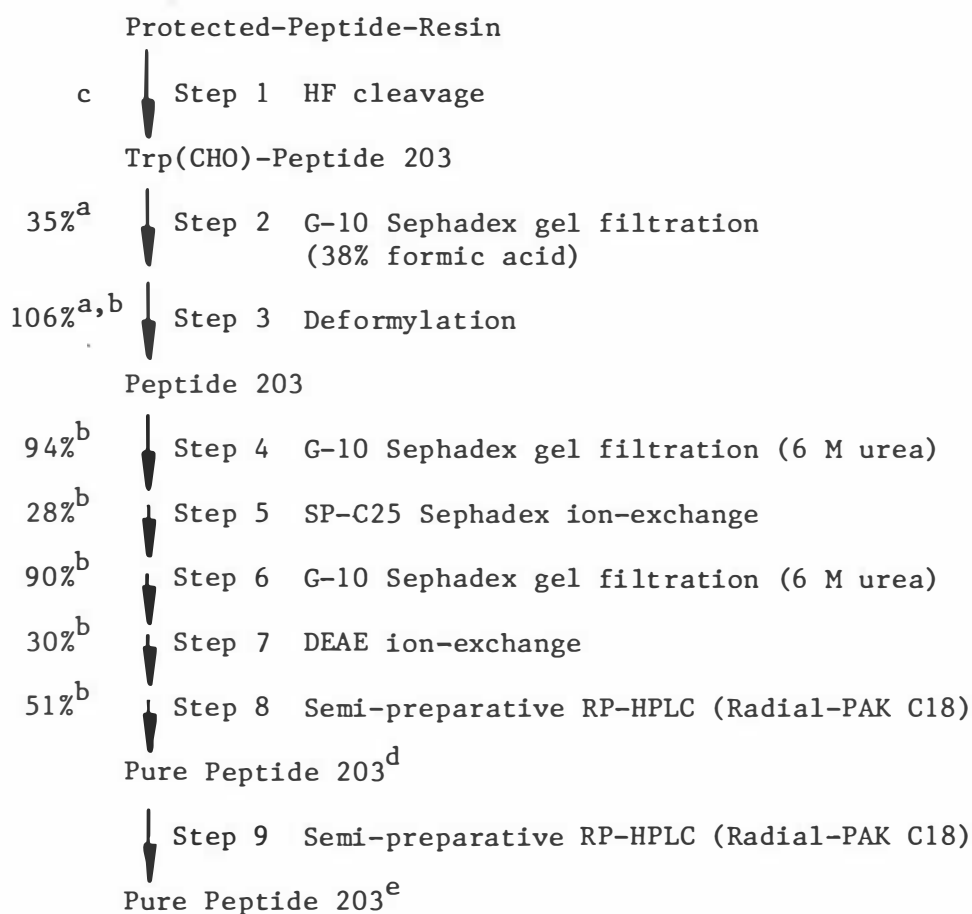 Protected-Peptide-Resin
c Step 1 HF cleavage
Trp(CHO)-Peptide 203
35%a Step 2 G-10 Sephadex gel filtration
(38% formic acid)
106%a,b Step 3 Deformylation
Peptide 203
94%b Step 4 G-10 Sephadex gel filtration (6 M urea)
28%b Step 5 SP-C25 Sephadex ion-exchange
90%b Step 6 G-10 Sephadex gel filtration (6 M urea)
30%b Step 7 DEAE ion-exchange
51%b Step 8 Semi-preparative RP-HPLC (Radial-PAK C18)
Pure Peptide 203d
Step 9 Semi-preparative RP-HPLC (Radial-PAK C18)
Pure Peptide 203e